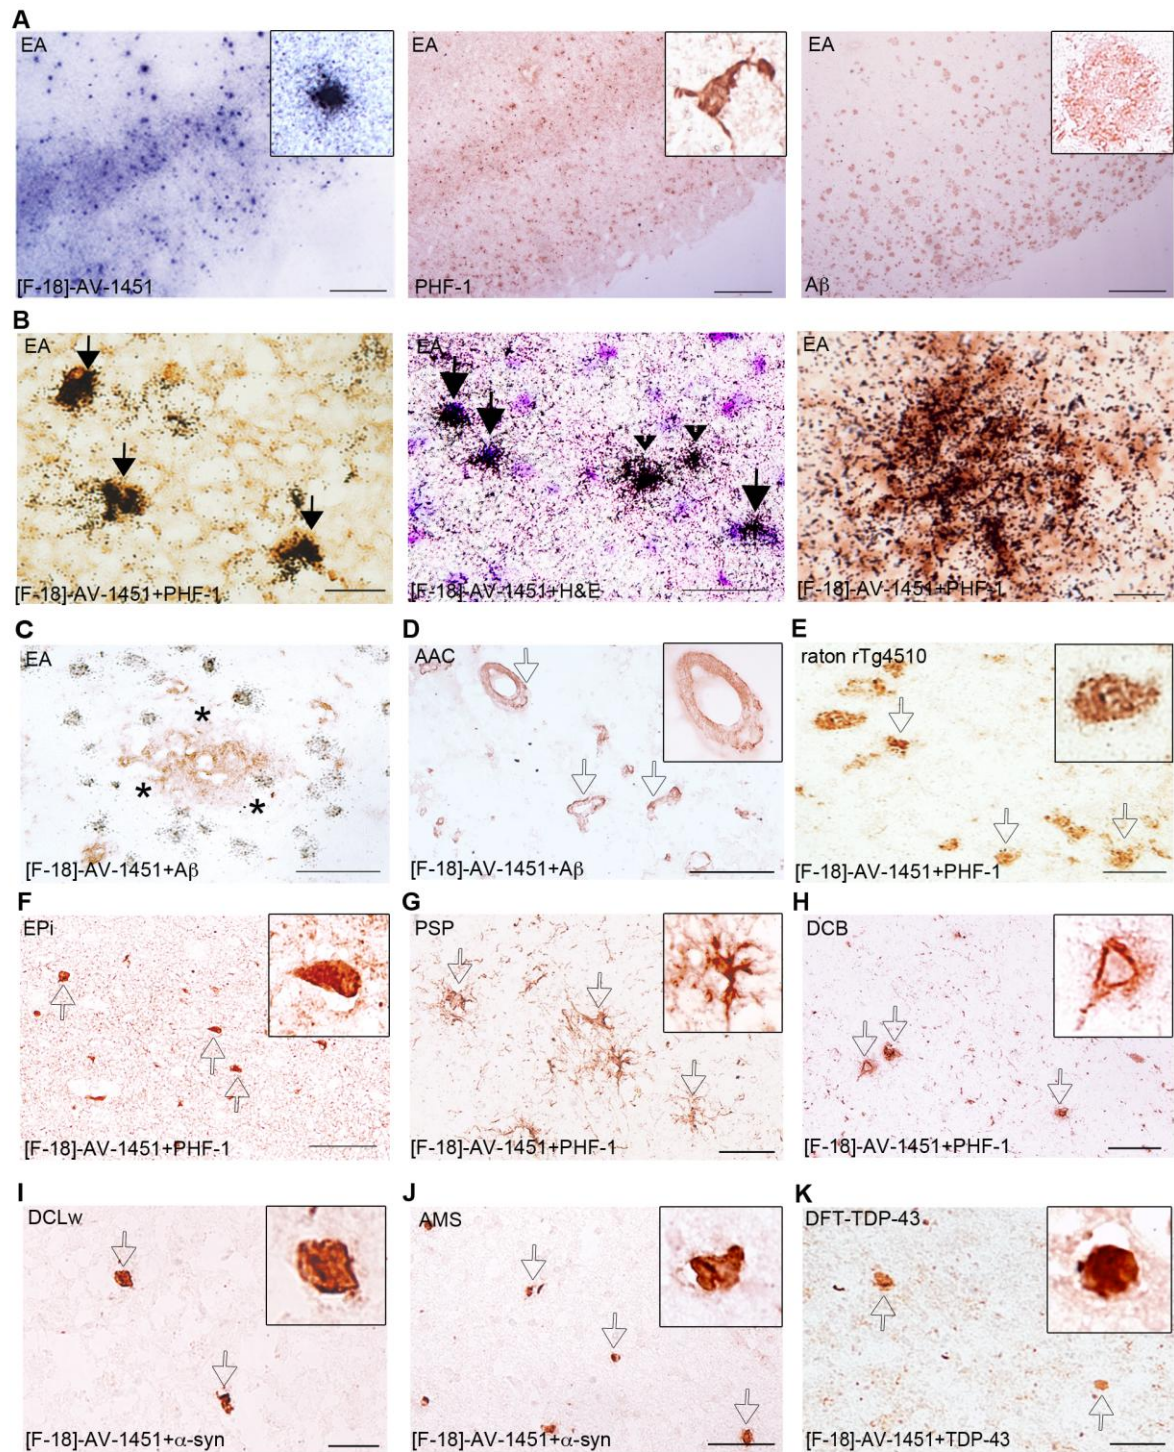 A
EA
[F-18]-AV-1451
EA
PHF-1
EA
Aβ
B
EA
[F-18]-AV-1451+PHF-1
EA
[F-18]-AV-1451+H&E
EA
[F-18]-AV-1451+PHF-1
C
EA
*
*
*
[F-18]-AV-1451+Aβ
D
AAC
[F-18]-AV-1451+Aβ
E
raton rTg4510
[F-18]-AV-1451+PHF-1
F
EPi
[F-18]-AV-1451+PHF-1
G
PSP
[F-18]-AV-1451+PHF-1
H
DCB
[F-18]-AV-1451+PHF-1
I
DCLw
[F-18]-AV-1451+α-syn
J
AMS
[F-18]-AV-1451+α-syn
K
DFT-TDP-43
[F-18]-AV-1451+TDP-43